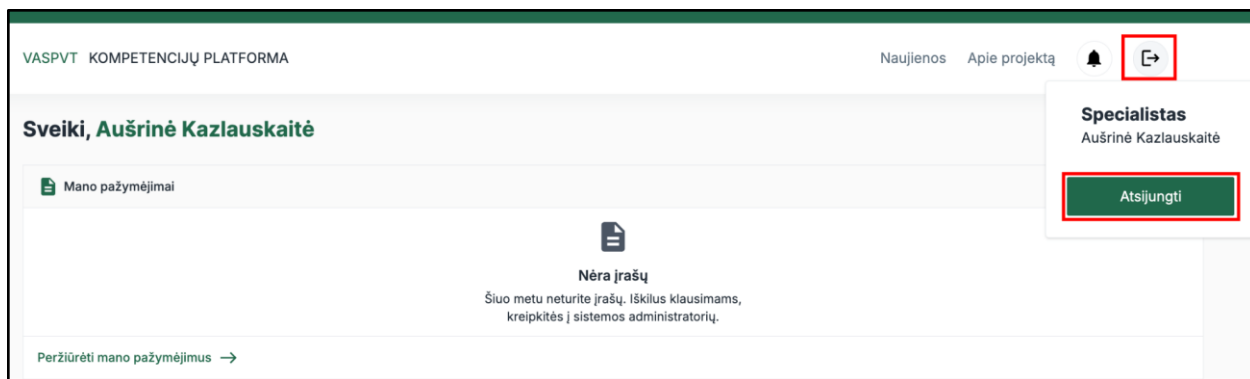 VASPVT KOMPETENCIJŲ PLATFORMA
Naujienos Apie projektą
Specialistas
Aušrinė Kazlauskaitė
Atsijungti
Sveiki, Aušrinė Kazlauskaitė
Mano pažymėjimai
Nėra įrašų
Šiuo metu neturite įrašų. Iškilus klausimams,
kreipkitės į sistemos administratorių.
Peržiūrėti mano pažymėjimus →